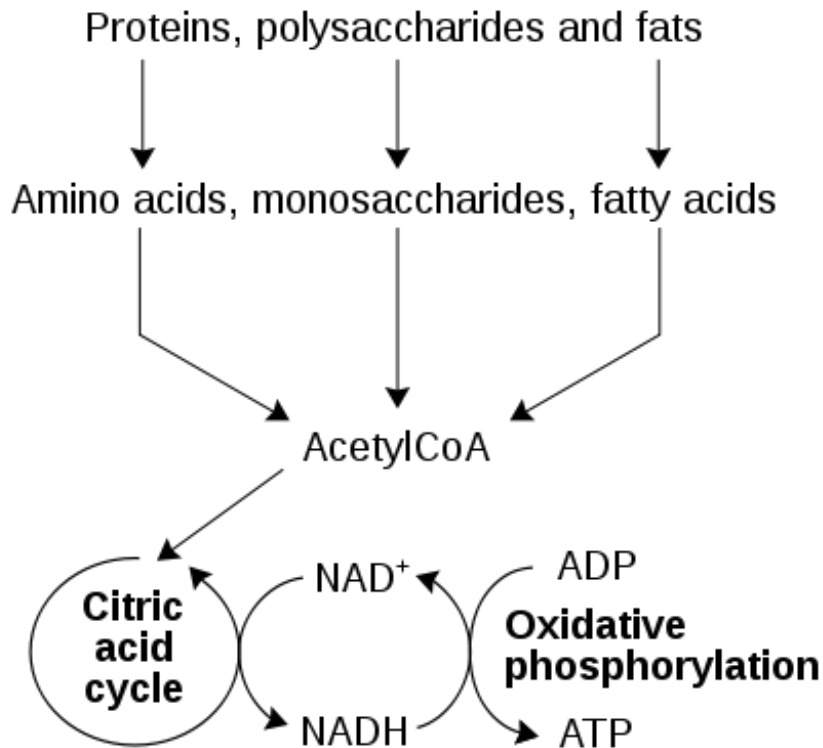 Proteins, polysaccharides and fats
Amino acids, monosaccharides, fatty acids
AcetylCoA
Citric
acid
cycle
NAD⁺
NADH
ADP
Oxidative
phosphorylation
ATP